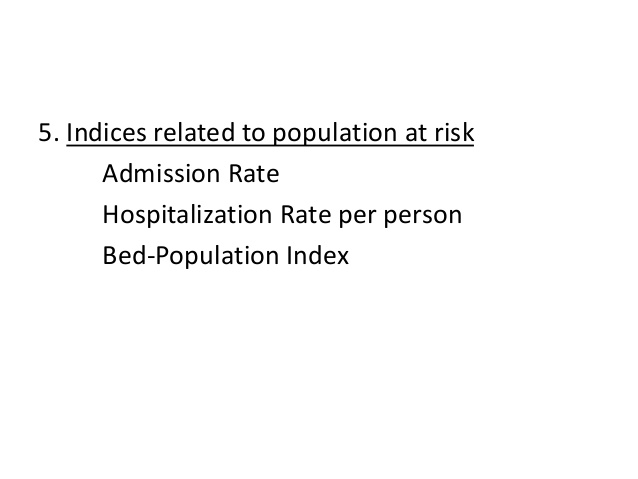 5. Indices related to population at risk
Admission Rate
Hospitalization Rate per person
Bed-Population Index